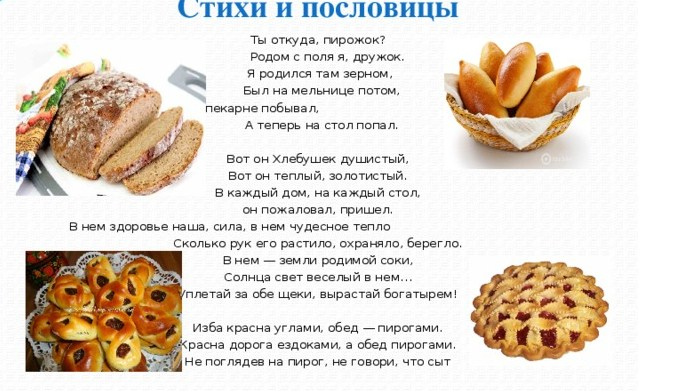 Стихи и пословицы
Ты откуда, пирожок?
Родом с поля я, дружок.
Я родился там зерном,
Был на мельнице потом,
пекарне побывал,
А теперь на стол попал.
Вот он Хлебушек душистый,
Вот он теплый, золотистый.
В каждый дом, на каждый стол,
он пожаловал, пришел.
В нем здоровье наша, сила, в нем чудесное тепло
Сколько рук его растило, охраняло, берегло.
В нем — земли родимой соки,
Солнца свет веселый в нем…
Уплетай за обе щеки, вырастай богатырем!
Изба красна углами, обед — пирогами.
Красна дорога ездоками, а обед пирогами.
Не поглядев на пирог, не говори, что сыт